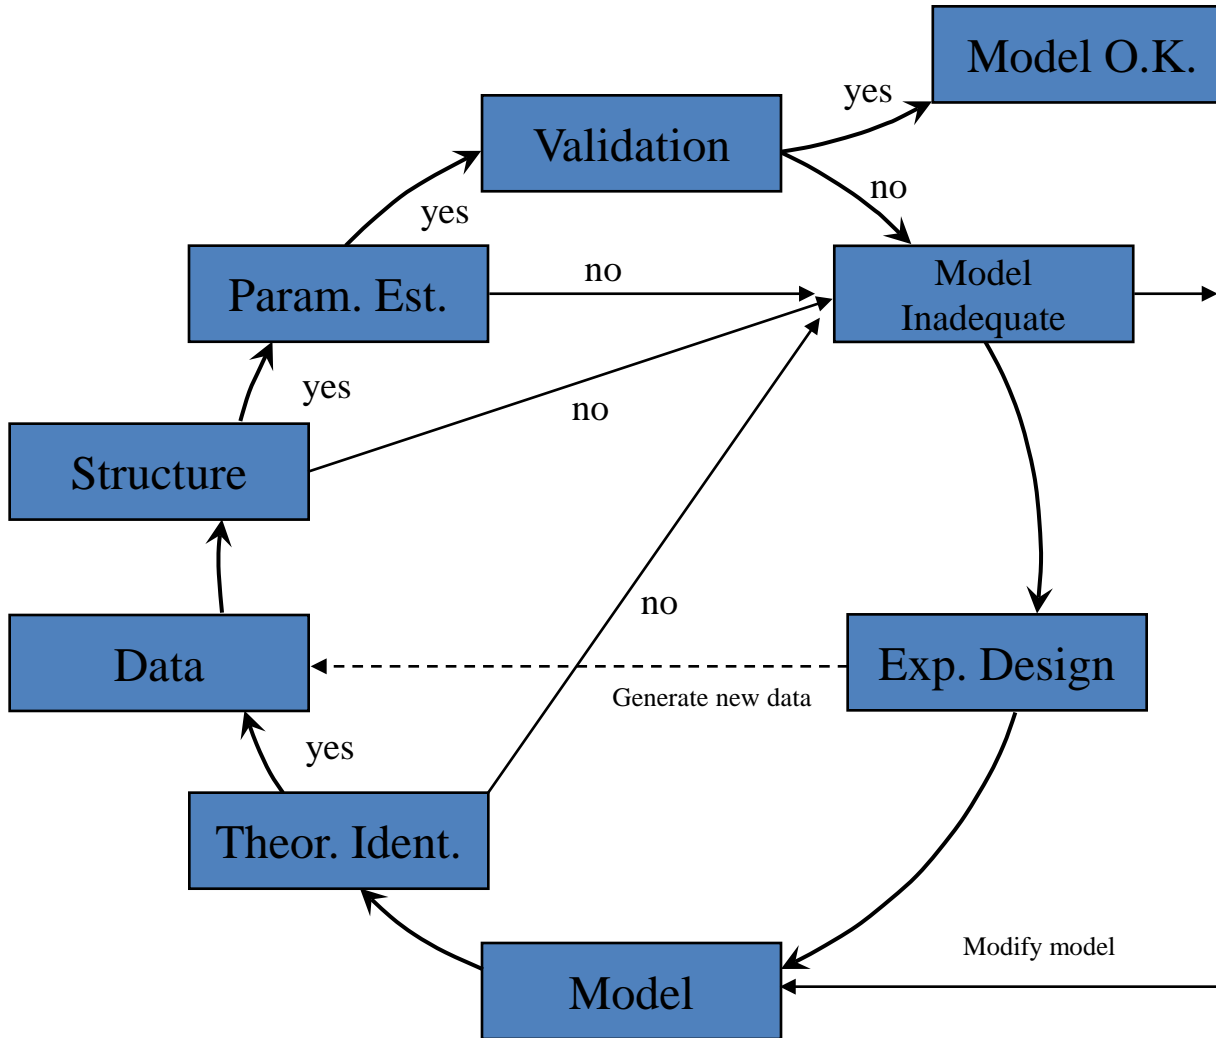 Model O.K.
yes
Validation
no
yes
Param. Est.
no
Model
Inadequate
yes
no
Structure
no
Data
Exp. Design
Generate new data
yes
Theor. Ident.
Modify model
Model